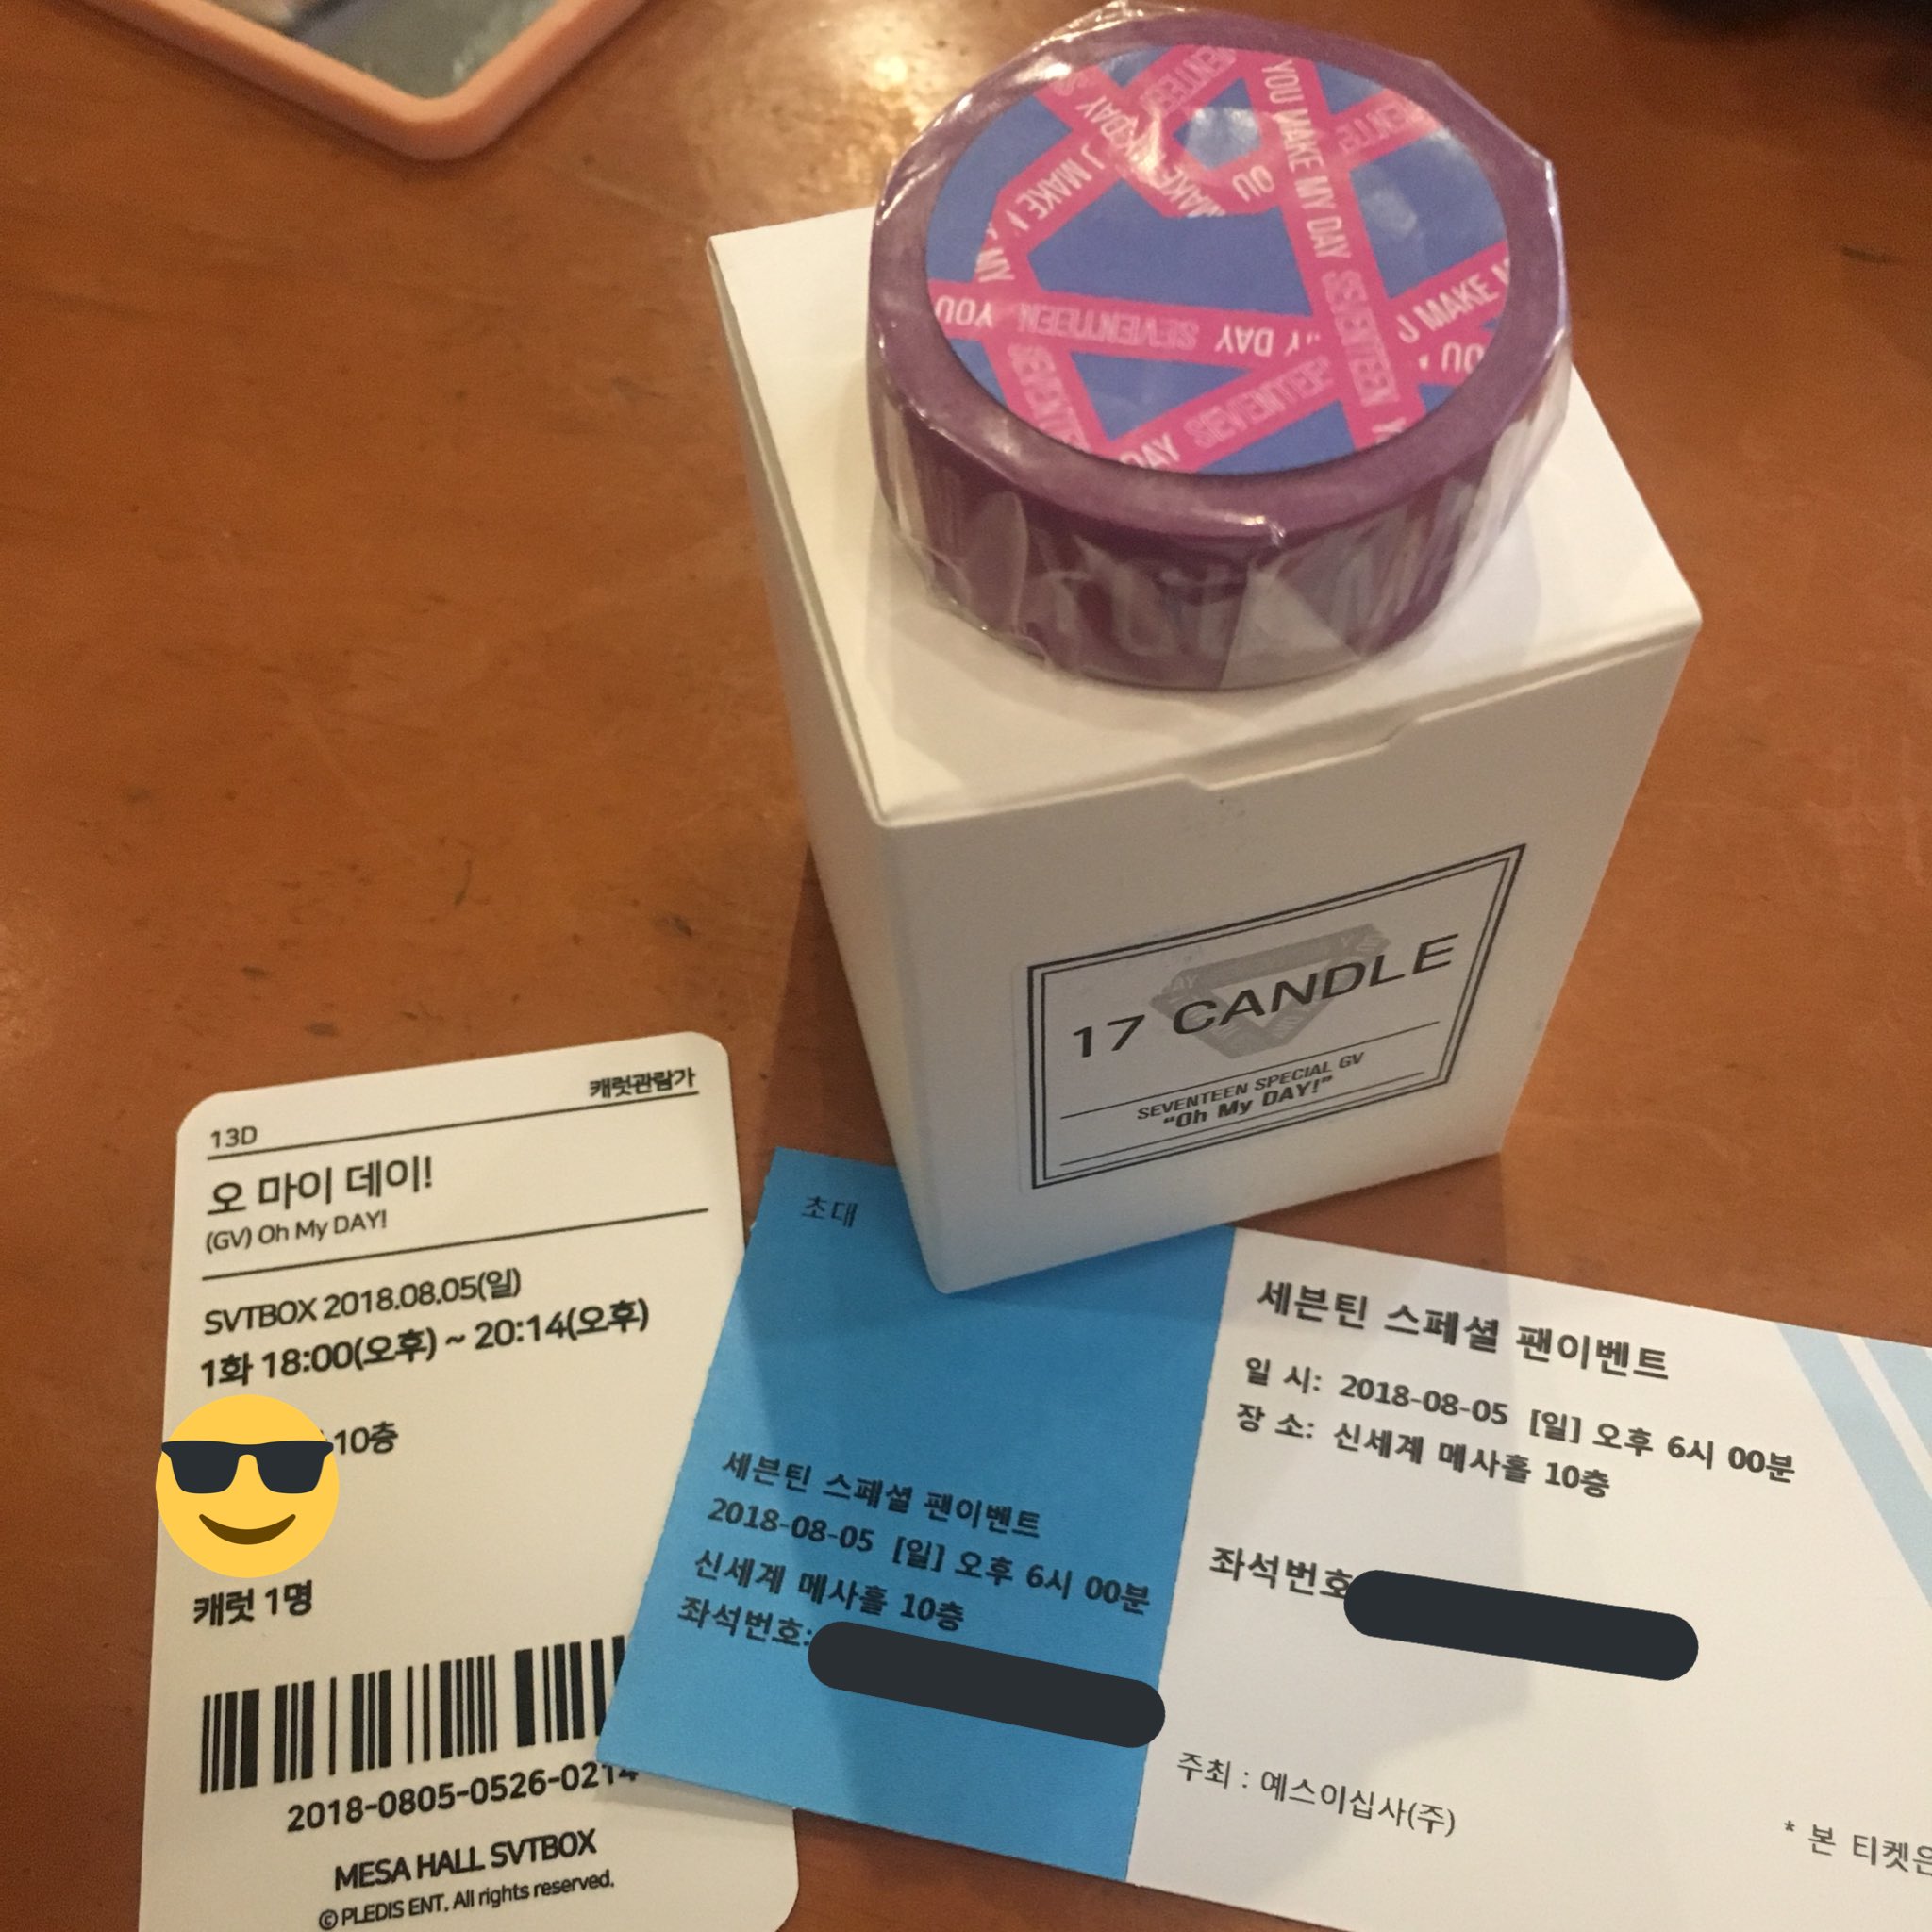 YOU MAKE MY DAY SEVENTEEN
YOU
SEVENTEEN
MY DAY
J MAKE
DAY SEVENTEEN
17 CANDLE
SEVENTEEN SPECIAL GV
“Oh My DAY!”
캐럿관람가
13D
오 마이 데이!
(GV) Oh My DAY!
SVTBOX 2018.08.05(일)
1화 18:00(오후) ~ 20:14(오후)
10층
캐럿 1명
2018-0805-0526-0214
MESA HALL SVTBOX
© PLEDIS ENT. All rights reserved.
초대
세븐틴 스페셜 팬이벤트
2018-08-05 [일] 오후 6시 00분
신세계 메사홀 10층
좌석번호:
세븐틴 스페셜 팬이벤트
일 시: 2018-08-05 [일] 오후 6시 00분
장 소: 신세계 메사홀 10층
좌석번호
주최 : 예스이십사(주)
* 본 티켓은